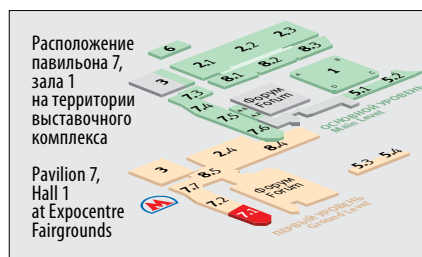 Расположение
павильона 7,
зала 1
на территории
выставочного
комплекса
Pavilion 7,
Hall 1
at Expocentre
Fairgrounds
6
2.1
2.2
2.3
8.1
8.2
8.3
3
7.3
7.4
7.5
7.6
Форум
Forum
A
B
1
D
C
5.1
5.2
ОСНОВНОЙ УРОВЕНЬ
Main Level
3
2.4
8.4
8.5
7.7
7.2
7.1
Форум
Forum
5.3
5.4
ПЕРВЫЙ УРОВЕНЬ
Ground Level
М